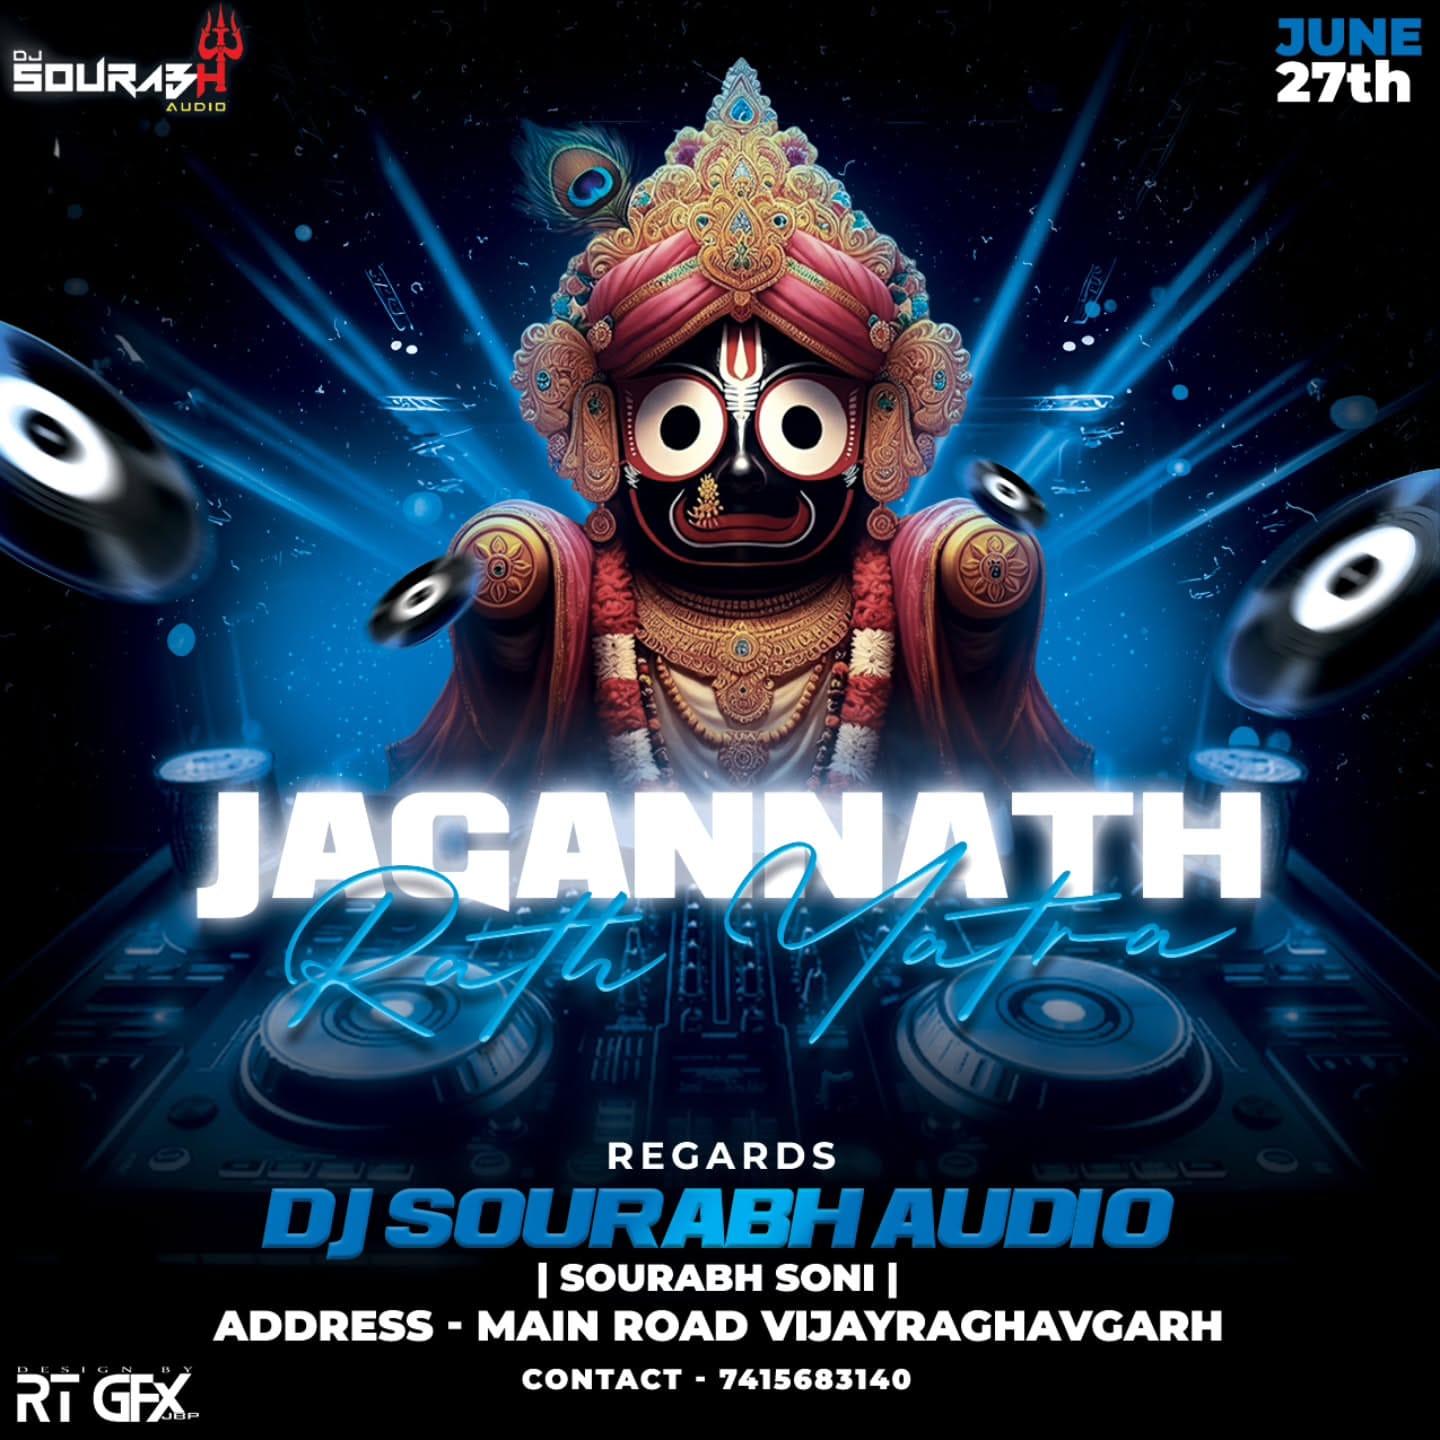 DJ
SOURABH
AUDIO
JUNE
27th
JAGANNATH
Rath Yatra
REGARDS
DJ SOURABH AUDIO
| SOURABH SONI |
ADDRESS - MAIN ROAD VIJAYRAGHAVGARH
CONTACT - 7415683140
DESIGN BY
RT GFX
JBP